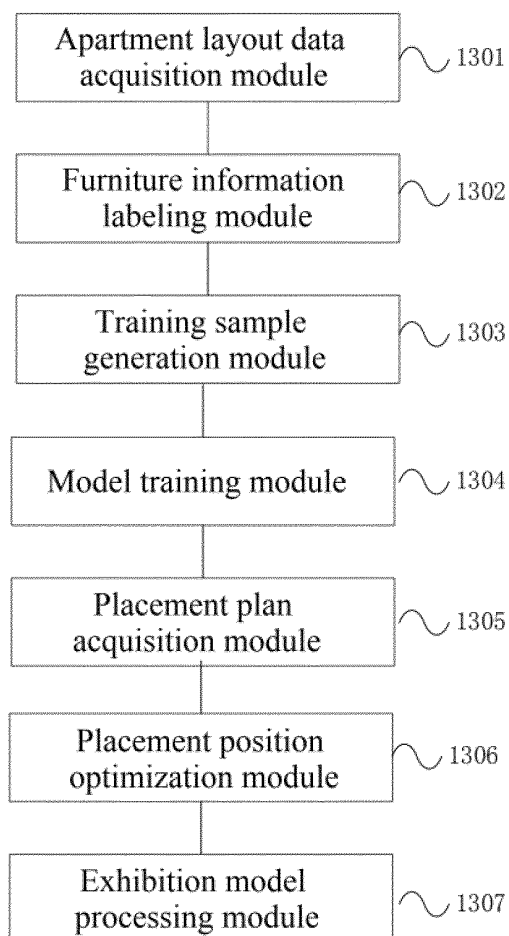 Apartment layout data
acquisition module
1301
Furniture information
labeling module
1302
Training sample
generation module
1303
Model training module
1304
Placement plan
acquisition module
1305
Placement position
optimization module
1306
Exhibition model
processing module
1307